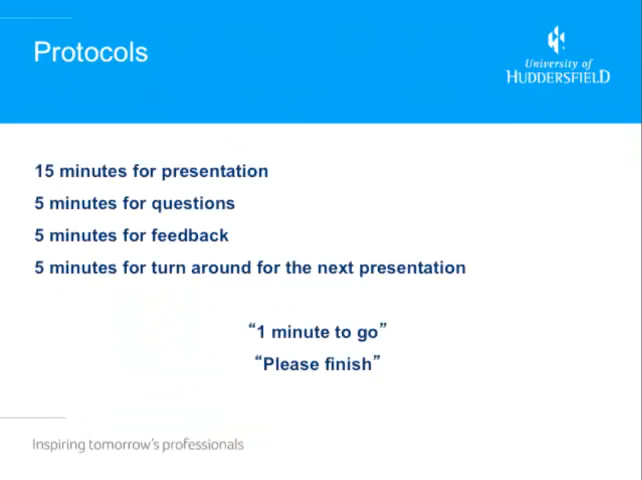 Protocols
University of
HUDDERSFIELD
15 minutes for presentation
5 minutes for questions
5 minutes for feedback
5 minutes for turn around for the next presentation
“1 minute to go”
“Please finish”
Inspiring tomorrow's professionals